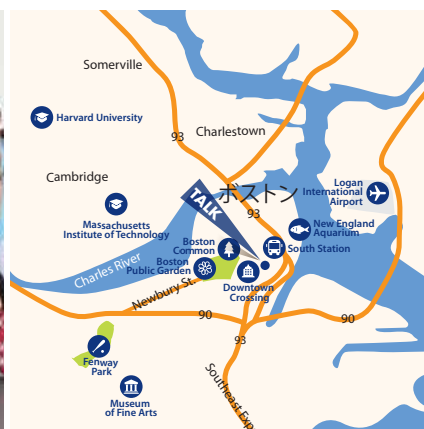 Somerville
Harvard University
93
Charlestown
Cambridge
ボストン
TALK
93
Logan
International
Airport
Massachusetts
Institute of Technology
New England
Aquarium
Boston
Common
South Station
Boston
Public Garden
Charles River
Downtown
Crossing
Newbury St.
90
90
93
Fenway
Park
Southeast Exp
Museum
of Fine Arts